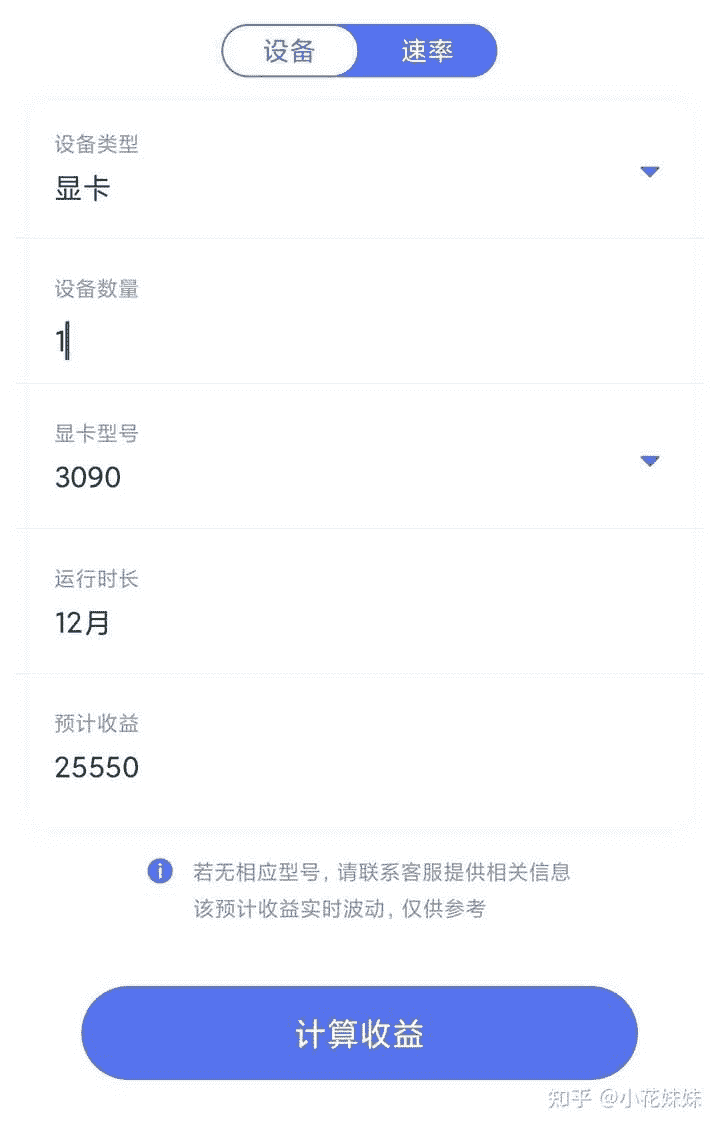 设备 速率
设备类型
显卡
设备数量
1
显卡型号
3090
运行时长
12月
预计收益
25550
若无相应型号，请联系客服提供相关信息
该预计收益实时波动，仅供参考
计算收益
知乎 @小花妹妹